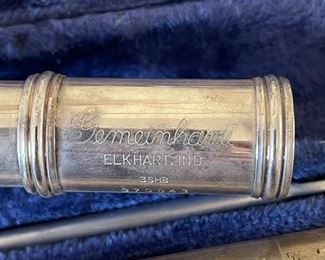 Gemeinhardt
ELKHART, IND.
3SHB